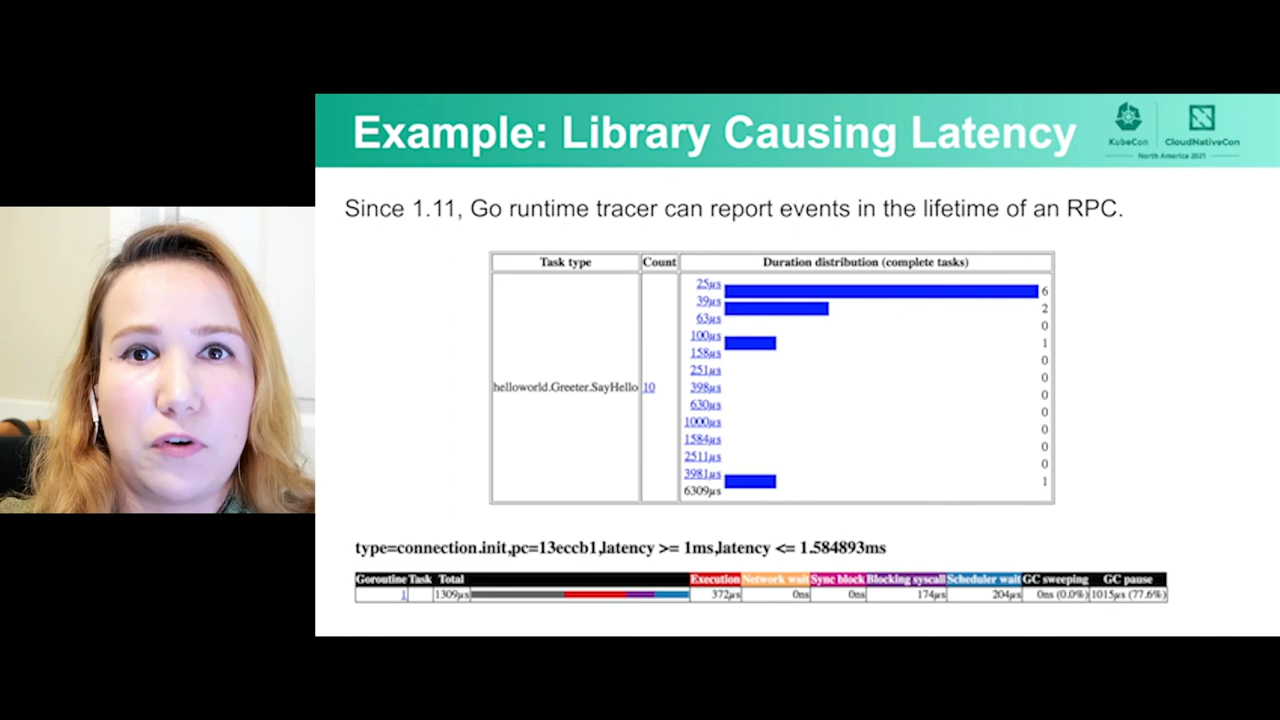 Example: Library Causing Latency
KubeCon
CloudNativeCon
North America 2021
Since 1.11, Go runtime tracer can report events in the lifetime of an RPC.
Task type Count Duration distribution (complete tasks)
helloworld.Greeter.SayHello 10
25µs 6
39µs 2
63µs 0
100µs 1
158µs 0
251µs 0
398µs 0
630µs 0
1000µs 0
1584µs 0
2511µs 0
3981µs 1
6309µs
type=connection.init,pc=13eccb1,latency >= 1ms,latency <= 1.584893ms
Goroutine Task Total Execution Network wait Sync block Blocking syscall Scheduler wait GC sweeping GC pause
1 1309µs 372µs 0ns 0ns 174µs 204µs 0ns (0.0%) 1015µs (77.6%)